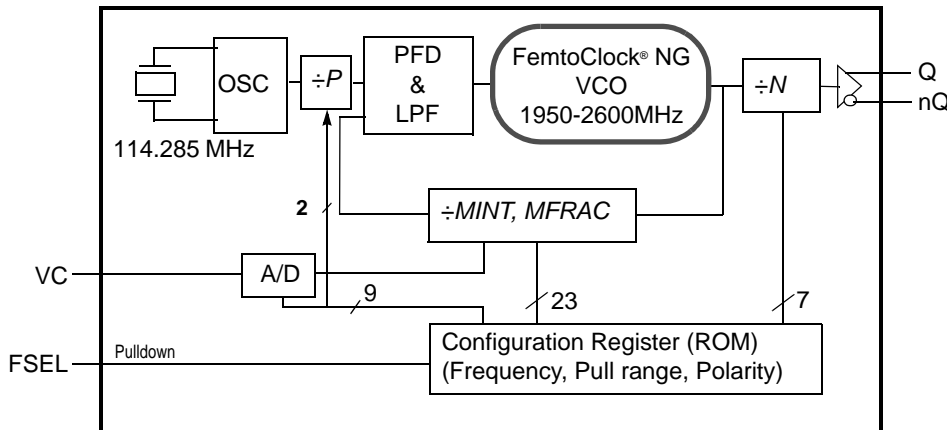 OSC
÷P
PFD
&
LPF
FemtoClock® NG
VCO
1950-2600MHz
÷N
Q
nQ
114.285 MHz
2
÷MINT, MFRAC
VC
A/D
9
23
7
FSEL
Pulldown
Configuration Register (ROM)
(Frequency, Pull range, Polarity)